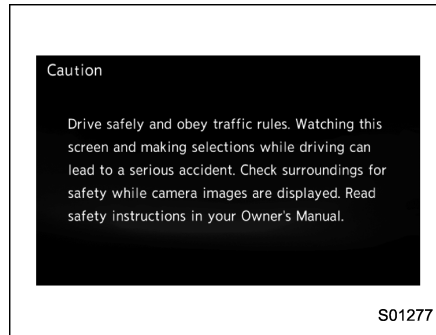 Caution
Drive safely and obey traffic rules. Watching this
screen and making selections while driving can
lead to a serious accident. Check surroundings for
safety while camera images are displayed. Read
safety instructions in your Owner's Manual.
S01277